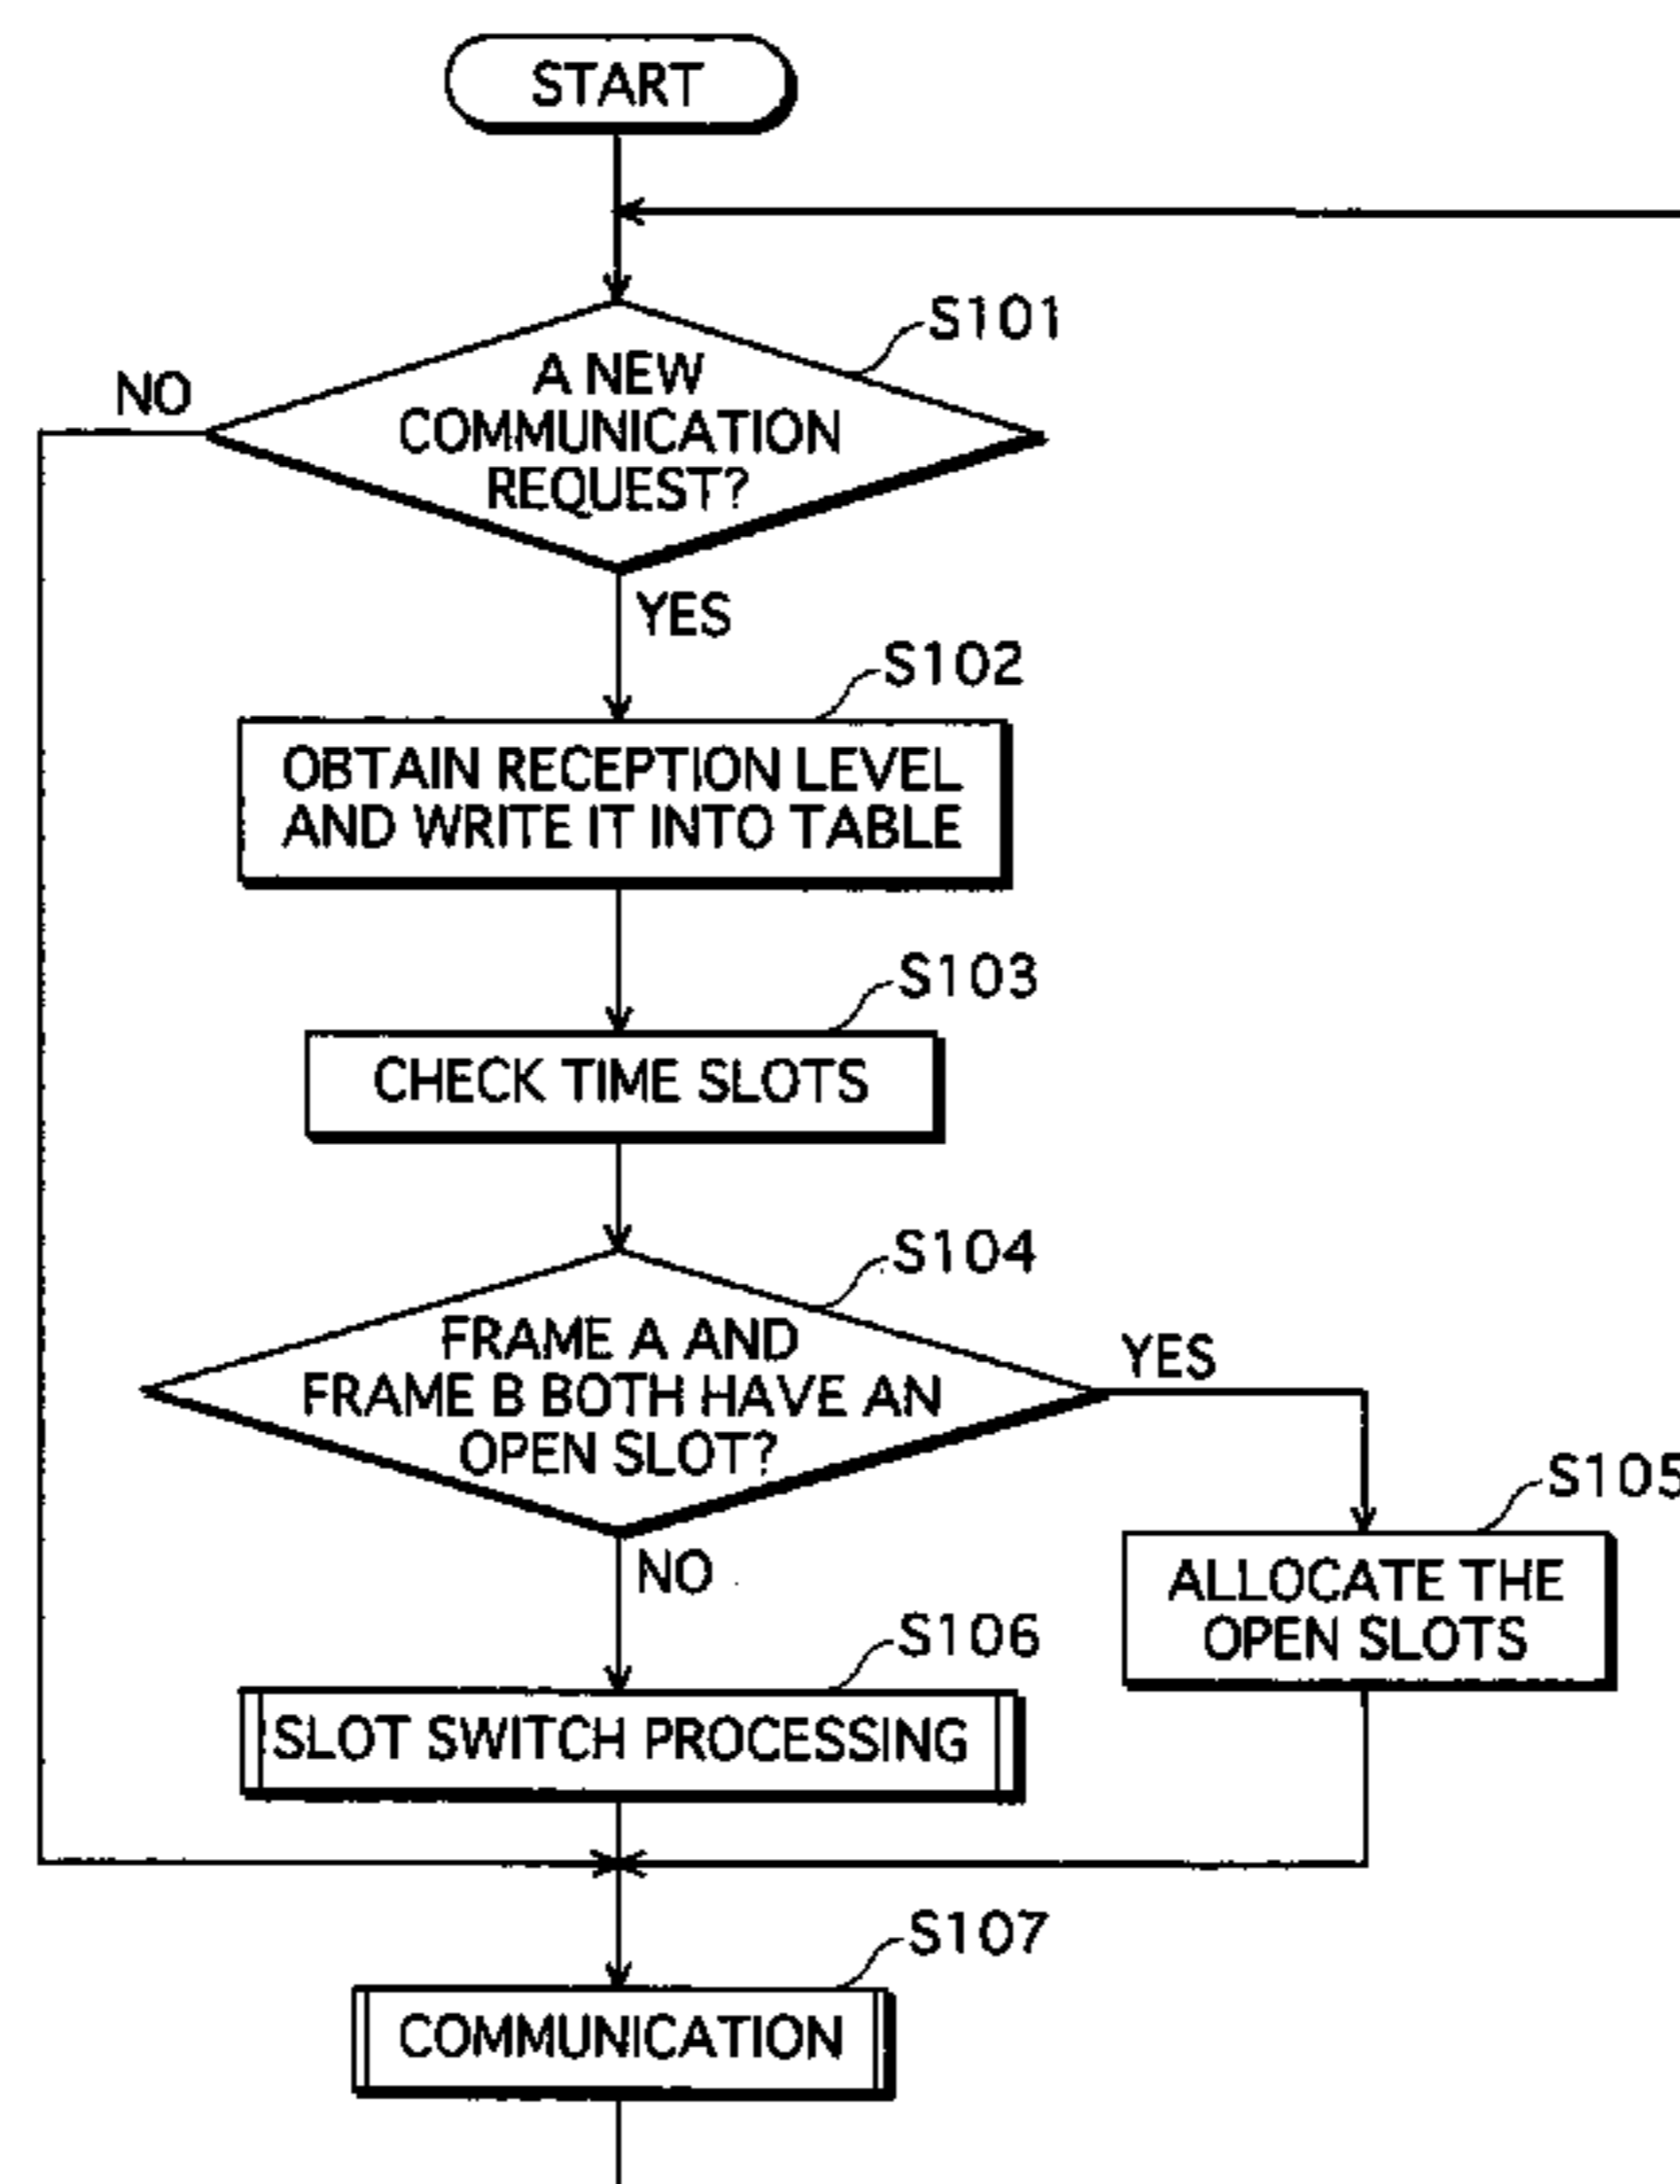 START
S101
NO
A NEW
COMMUNICATION
REQUEST?
YES
S102
OBTAIN RECEPTION LEVEL
AND WRITE IT INTO TABLE
S103
CHECK TIME SLOTS
S104
FRAME A AND
FRAME B BOTH HAVE AN
OPEN SLOT?
YES
S105
ALLOCATE THE
OPEN SLOTS
NO
S106
SLOT SWITCH PROCESSING
S107
COMMUNICATION